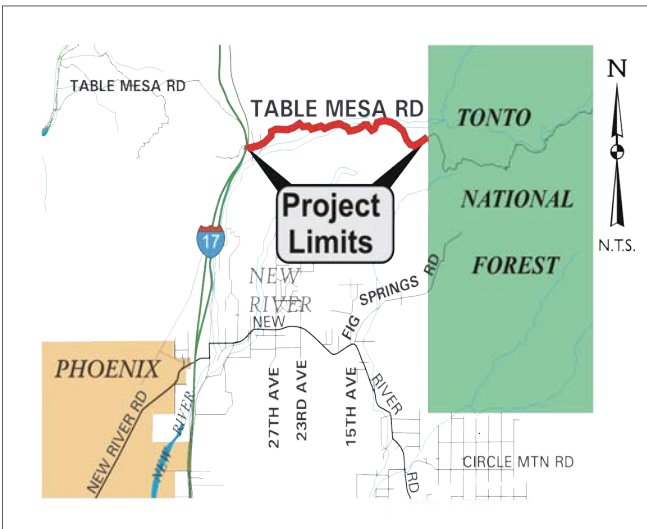 TABLE MESA RD
TABLE MESA RD
TONTO
NATIONAL
FOREST
N
N.T.S.
Project
Limits
17
NEW
RIVER
FIG SPRINGS RD
NEW RIVER RD
PHOENIX
NEW RIVER RD
NEW RIVER
27TH AVE
23RD AVE
15TH AVE
CIRCLE MTN RD